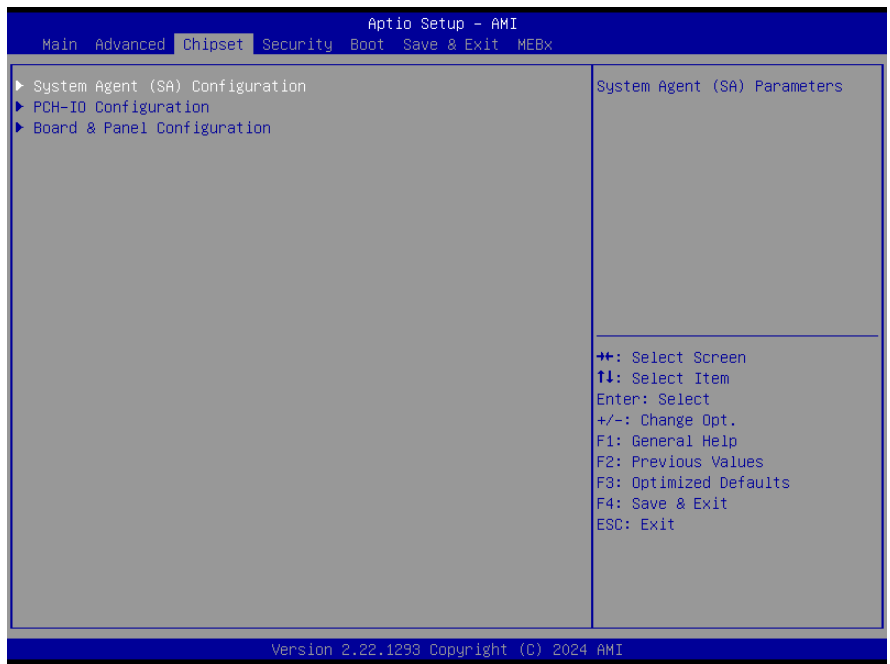 Aptio Setup - AMI
Main Advanced Chipset Security Boot Save & Exit MEBx
▶ System Agent (SA) Configuration
▶ PCH-IO Configuration
▶ Board & Panel Configuration
System Agent (SA) Parameters
→←: Select Screen
↑↓: Select Item
Enter: Select
+/-: Change Opt.
F1: General Help
F2: Previous Values
F3: Optimized Defaults
F4: Save & Exit
ESC: Exit
Version 2.22.1293 Copyright (C) 2024 AMI